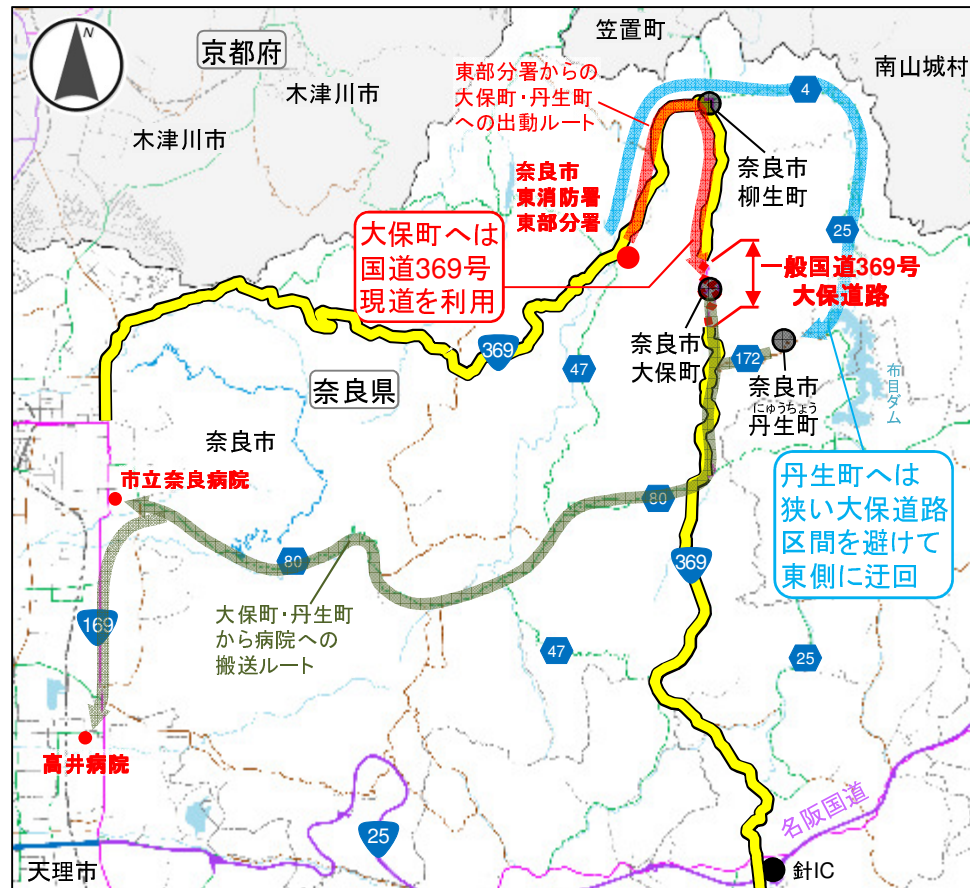 N
京都府
木津川市
木津川市
笠置町
南山城村
東部分署からの
大保町・丹生町
への出動ルート
4
奈良市
東消防署
東部分署
奈良市
柳生町
25
大保町へは
国道369号
現道を利用
一般国道369号
大保道路
369
47
奈良市
大保町
172
奈良市
にゅうちょう
丹生町
布目ダム
奈良県
奈良市
市立奈良病院
80
80
丹生町へは
狭い大保道路
区間を避けて
東側に迂回
369
169
大保町・丹生町
から病院への
搬送ルート
47
25
高井病院
25
名阪国道
天理市
針IC